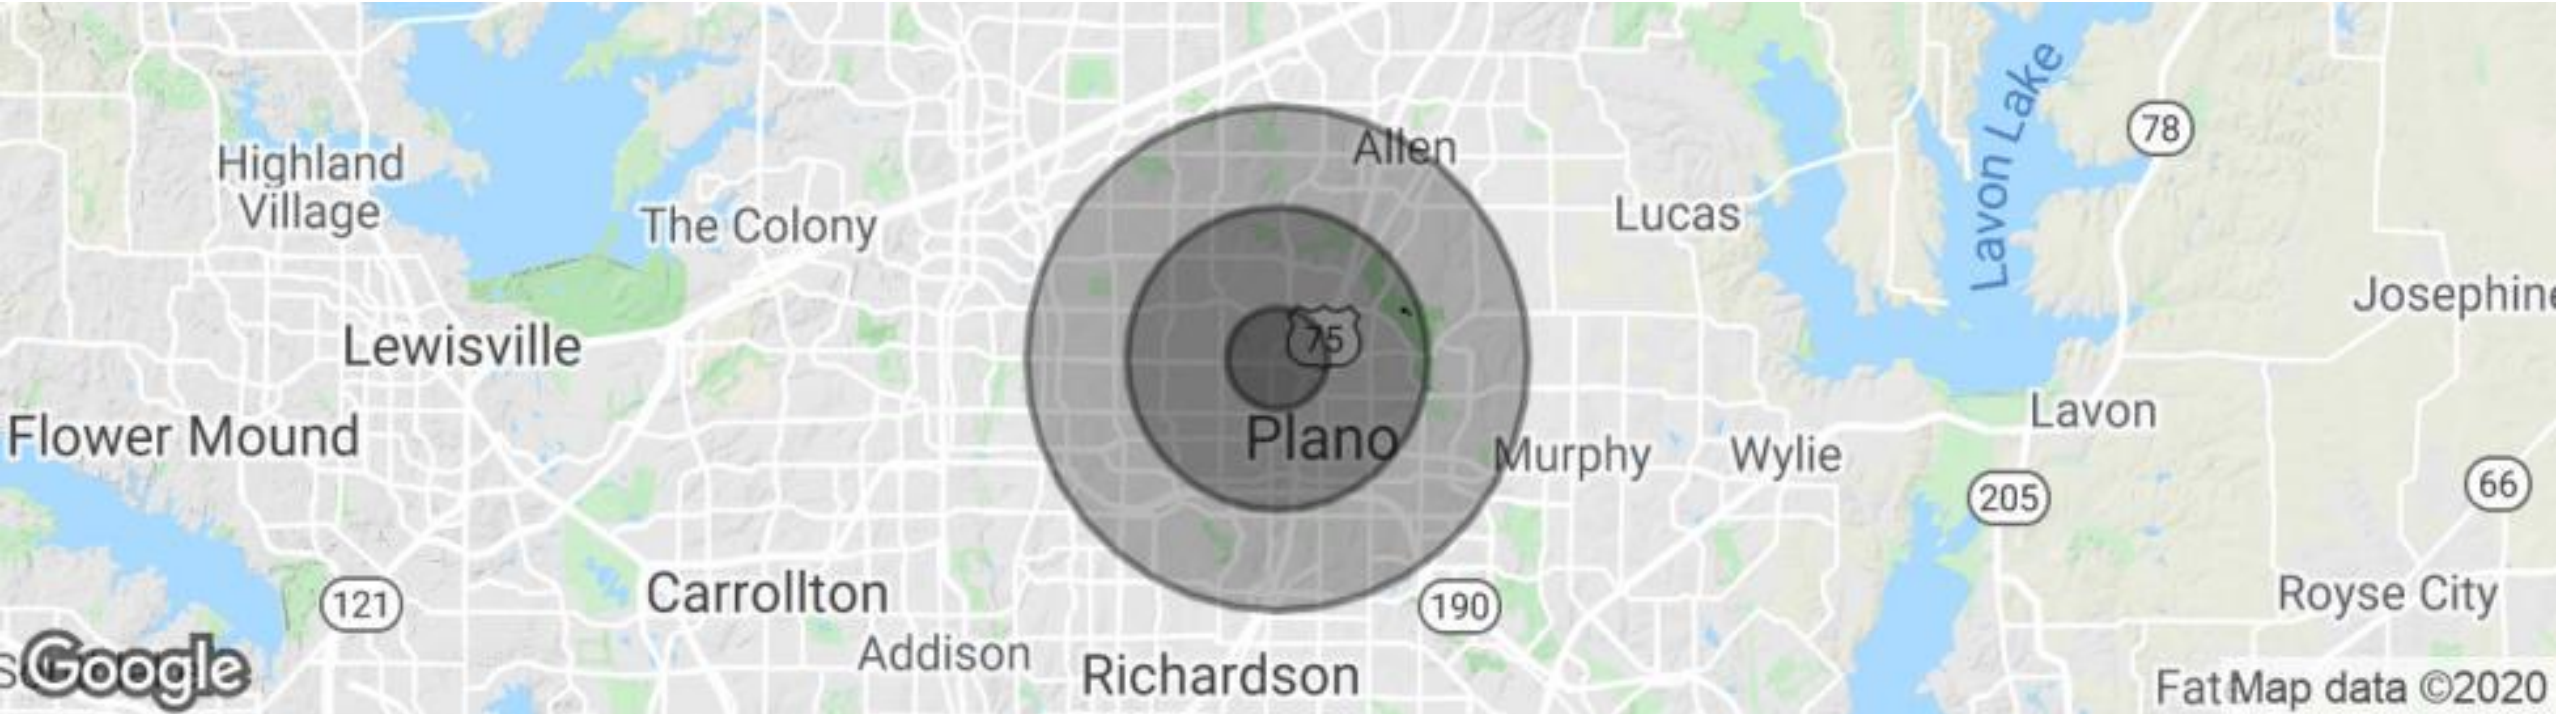 Lavon Lake
78
Allen
Highland
Village
Lucas
The Colony
Josephine
75
Lewisville
Lavon
Flower Mound
Plano
Murphy
Wylie
66
205
Carrollton
121
190
Royse City
Addison
Richardson
Google
Map data ©2020